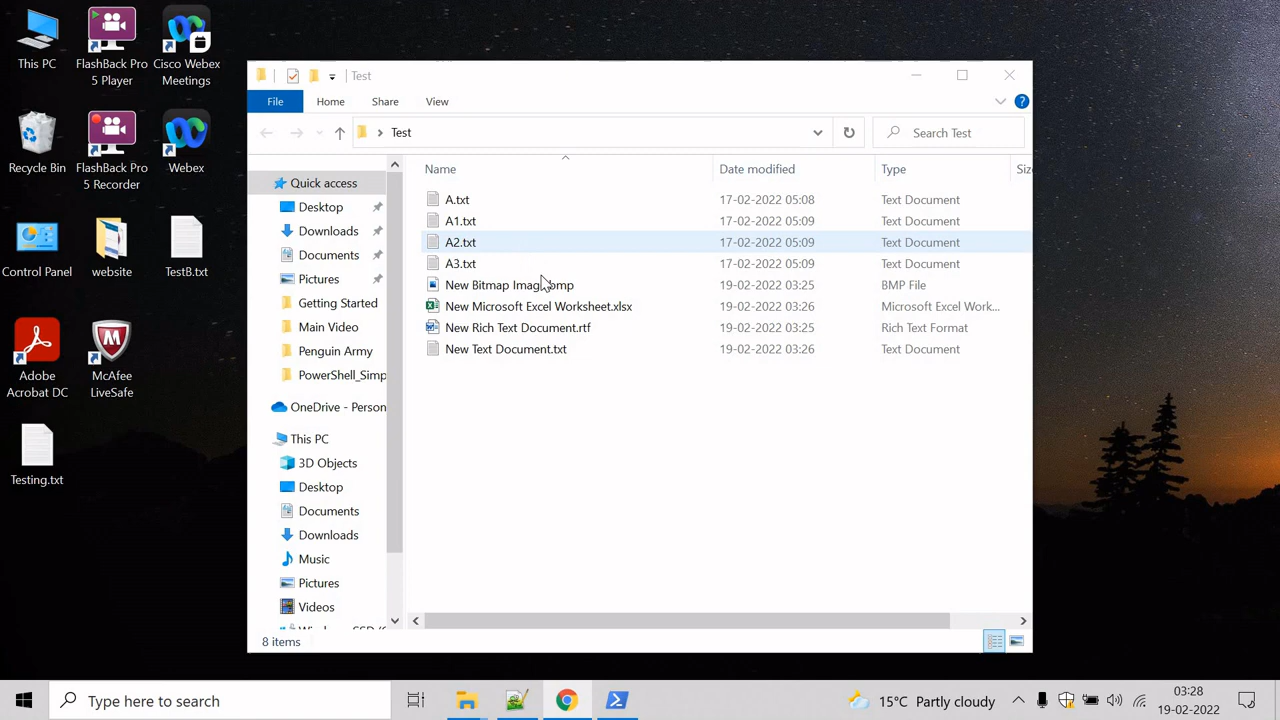 This PC
FlashBack Pro
5 Player
Cisco Webex
Meetings
Recycle Bin
FlashBack Pro
5 Recorder
Webex
Control Panel
website
TestB.txt
Adobe
Acrobat DC
McAfee
LiveSafe
Testing.txt
Test
File
Home
Share
View
Test
Search Test
Name
Date modified
Type
Siz
Quick access
Desktop
Downloads
Documents
Pictures
Getting Started
Main Video
Penguin Army
PowerShell_Simp
OneDrive - Person
This PC
3D Objects
Desktop
Documents
Downloads
Music
Pictures
Videos
A.txt 17-02-2022 05:08 Text Document
A1.txt 17-02-2022 05:09 Text Document
A2.txt 17-02-2022 05:09 Text Document
A3.txt 17-02-2022 05:09 Text Document
New Bitmap Image.bmp 19-02-2022 03:25 BMP File
New Microsoft Excel Worksheet.xlsx 19-02-2022 03:26 Microsoft Excel Work...
New Rich Text Document.rtf 19-02-2022 03:25 Rich Text Format
New Text Document.txt 19-02-2022 03:26 Text Document
8 items
Type here to search
15°C Partly cloudy
03:28
19-02-2022